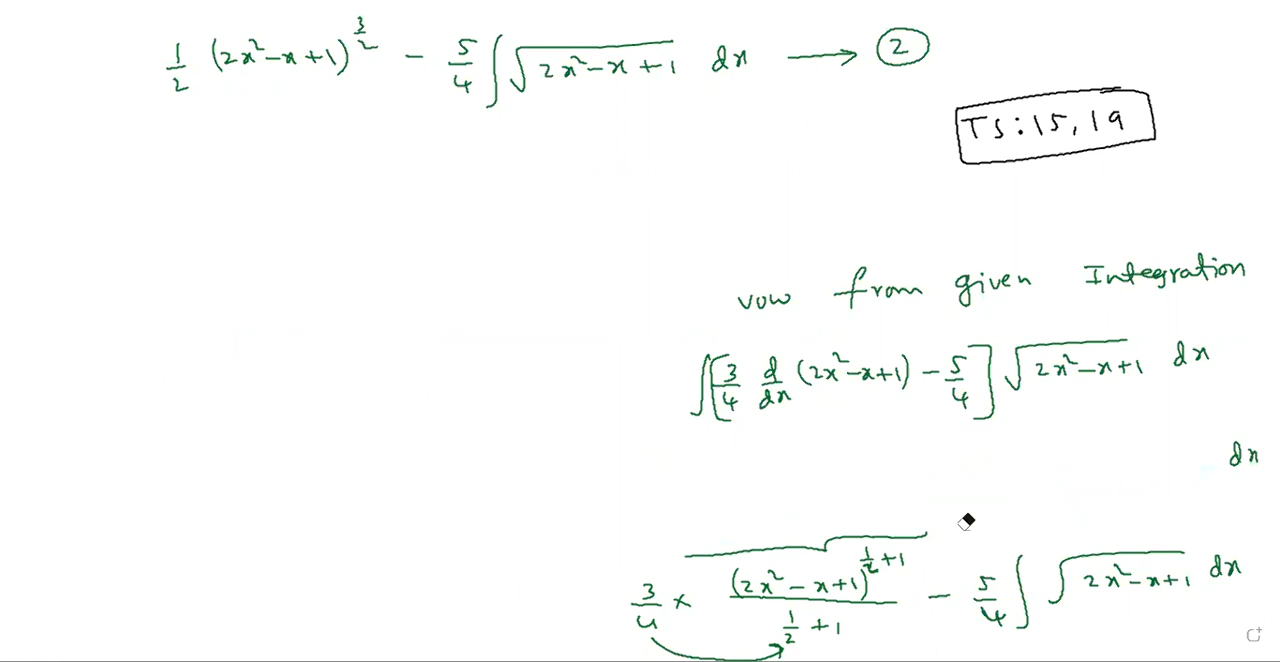 1/2 (2x²-x+1)^(3/2) - 5/4 ∫ √(2x²-x+1) dx → ②
TS:15,19
now from given Integration
∫[3/4 d/dx (2x²-x+1) - 5/4] √(2x²-x+1) dx
dx
3/4 × (2x²-x+1)^(1/2+1) / (1/2+1) - 5/4 ∫ √(2x²-x+1) dx